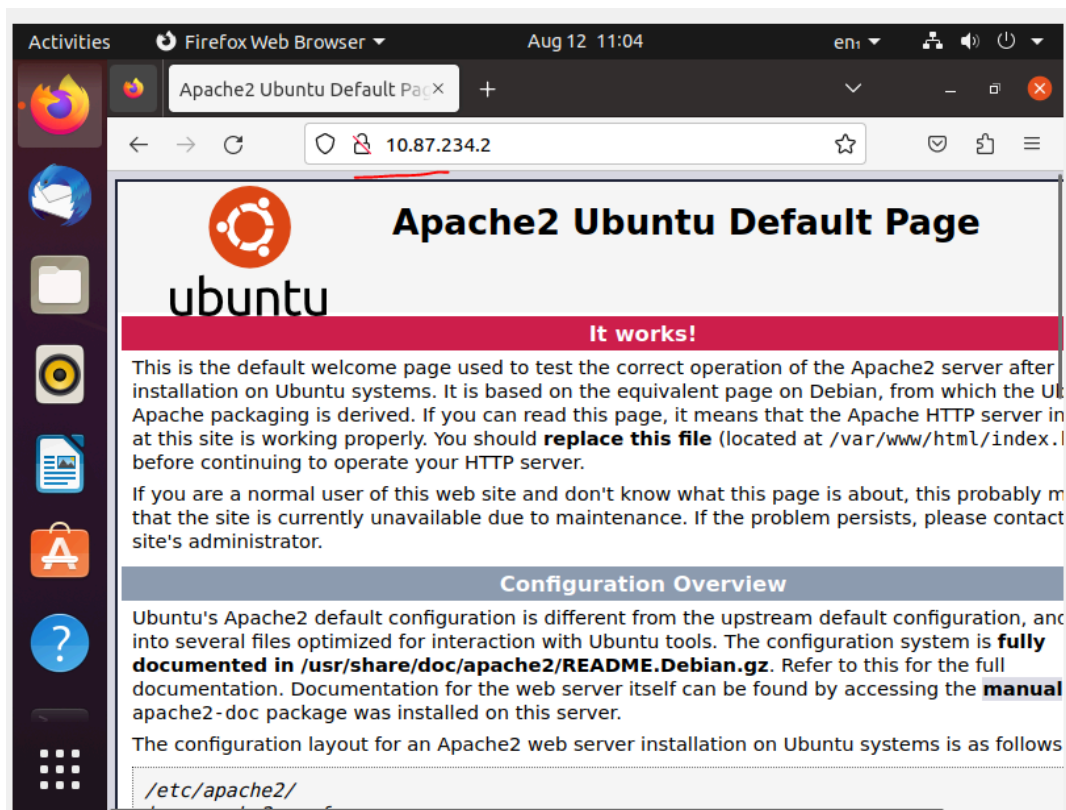 Activities Firefox Web Browser Aug 12 11:04 en₁
Apache2 Ubuntu Default Pag
10.87.234.2
ubuntu
Apache2 Ubuntu Default Page
It works!
This is the default welcome page used to test the correct operation of the Apache2 server after
installation on Ubuntu systems. It is based on the equivalent page on Debian, from which the
Apache packaging is derived. If you can read this page, it means that the Apache HTTP server in
at this site is working properly. You should replace this file (located at /var/www/html/index.
before continuing to operate your HTTP server.
If you are a normal user of this web site and don't know what this page is about, this probably m
that the site is currently unavailable due to maintenance. If the problem persists, please contact
site's administrator.
Configuration Overview
Ubuntu's Apache2 default configuration is different from the upstream default configuration, and
into several files optimized for interaction with Ubuntu tools. The configuration system is fully
documented in /usr/share/doc/apache2/README.Debian.gz. Refer to this for the full
documentation. Documentation for the web server itself can be found by accessing the manual
apache2-doc package was installed on this server.
The configuration layout for an Apache2 web server installation on Ubuntu systems is as follows
/etc/apache2/